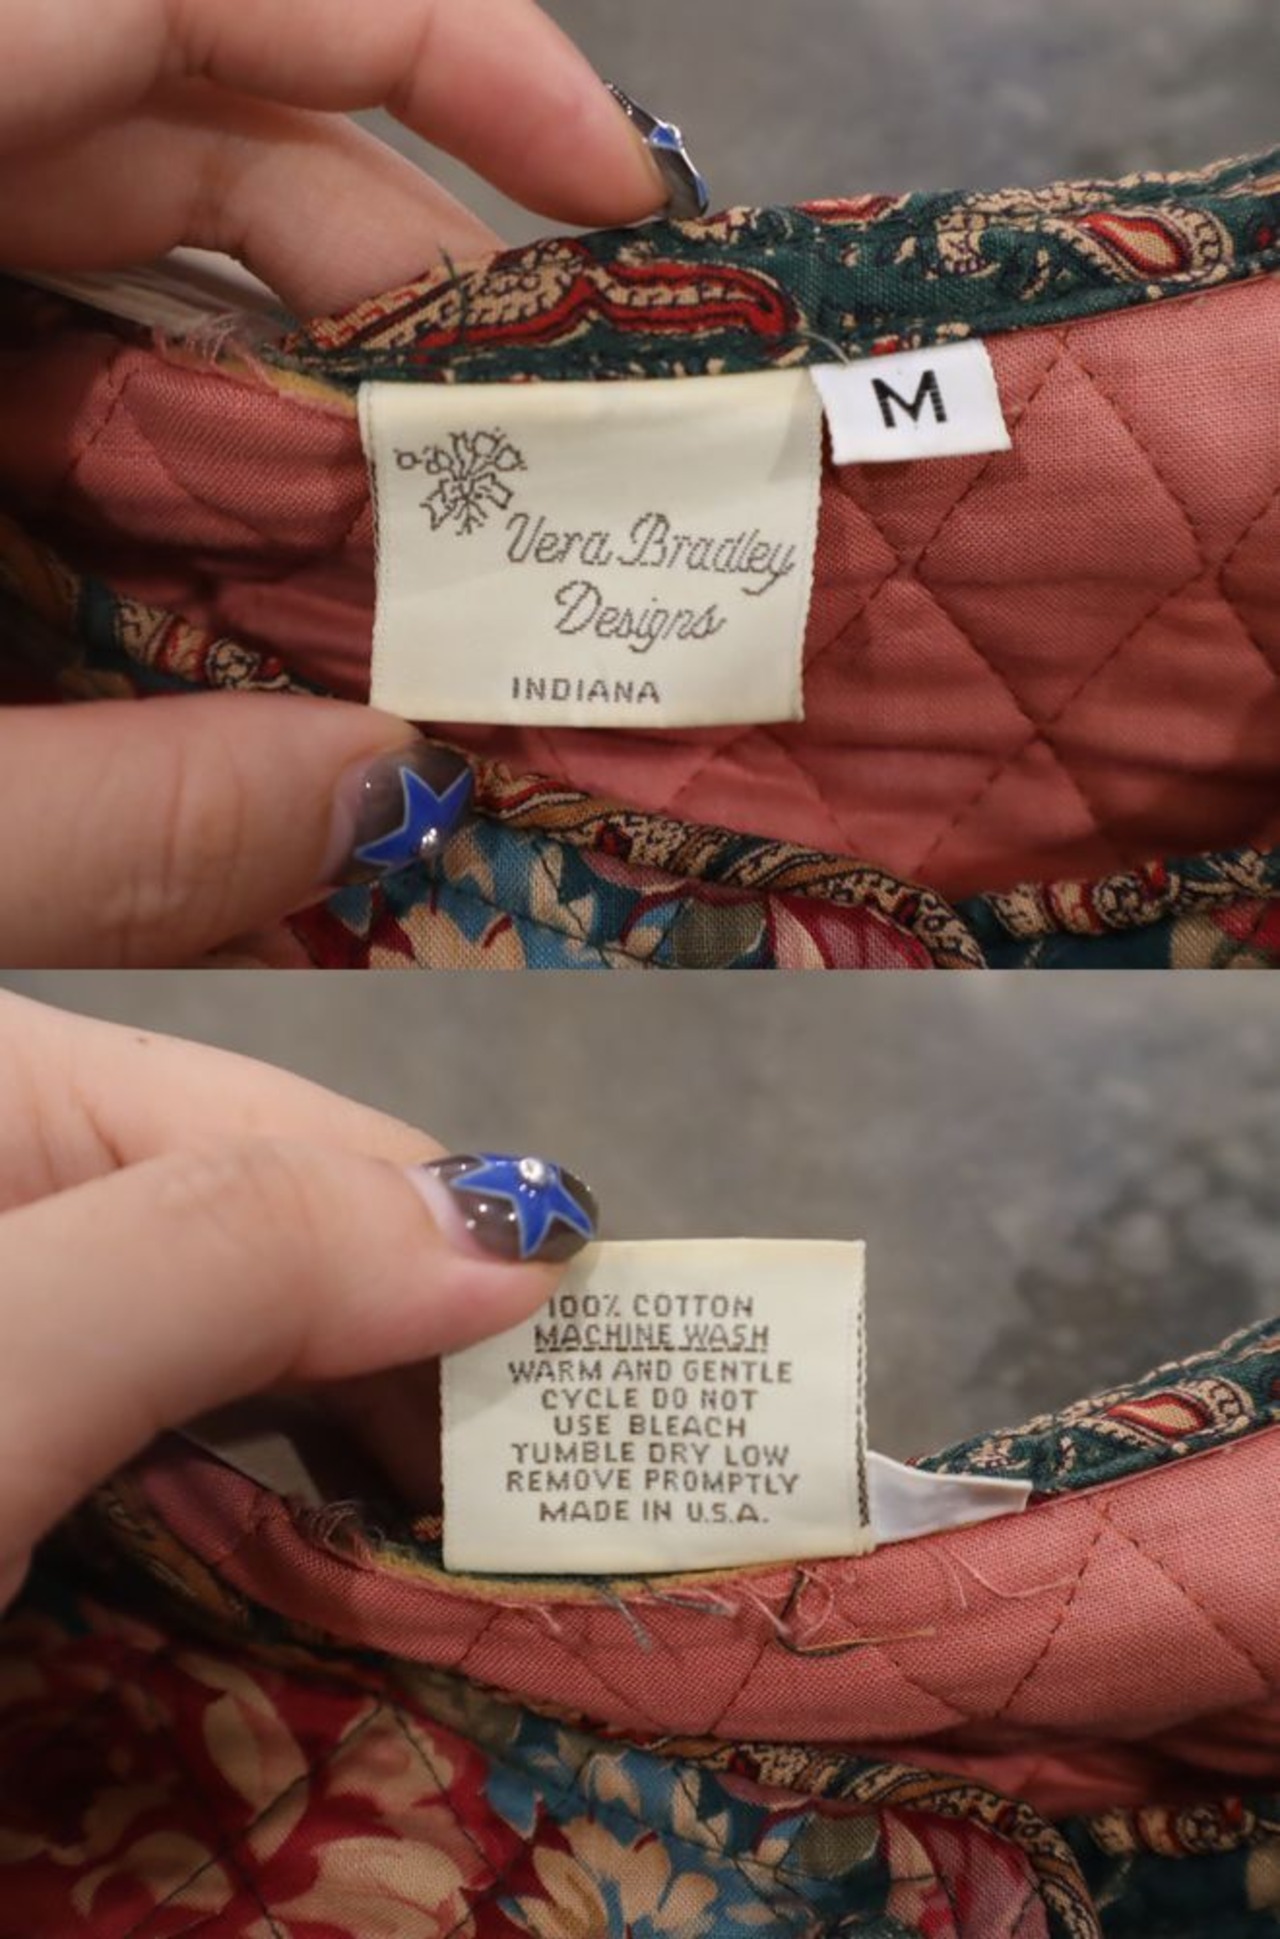 Vera Bradley
Designs
INDIANA
M
100% COTTON
MACHINE WASH
WARM AND GENTLE
CYCLE DO NOT
USE BLEACH
TUMBLE DRY LOW
REMOVE PROMPTLY
MADE IN U.S.A.